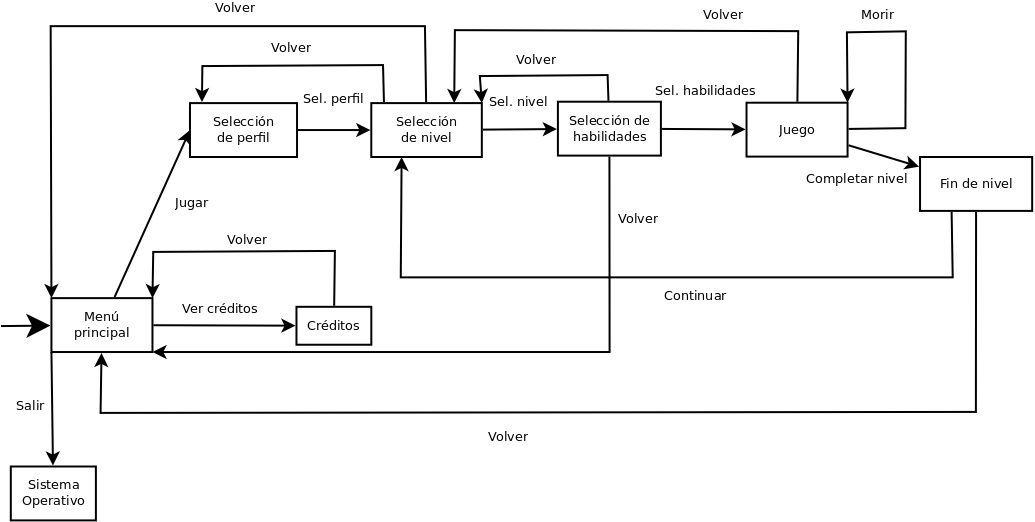 Volver
Volver
Morir
Volver
Volver
Sel. perfil
Sel. nivel
Sel. habilidades
Selección
de perfil
Selección
de nivel
Selección de
habilidades
Juego
Completar nivel
Fin de nivel
Jugar
Volver
Volver
Continuar
Ver créditos
Menú
principal
Créditos
Salir
Volver
Sistema
Operativo